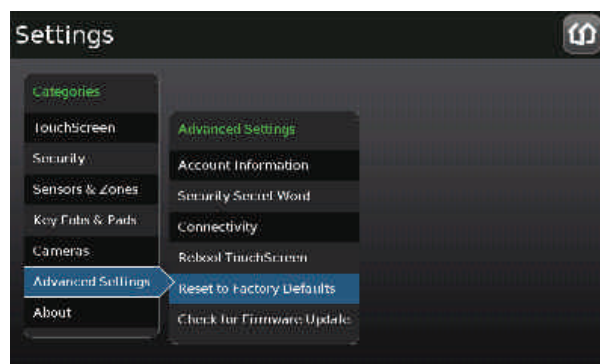 Settings
Categories
TouchScreen
Security
Sensors & Zones
Key Fobs & Pads
Cameras
Advanced Settings
About
Advanced Settings
Account Information
Security Secret Word
Connectivity
Reboot TouchScreen
Reset to Factory Defaults
Check for Firmware Update